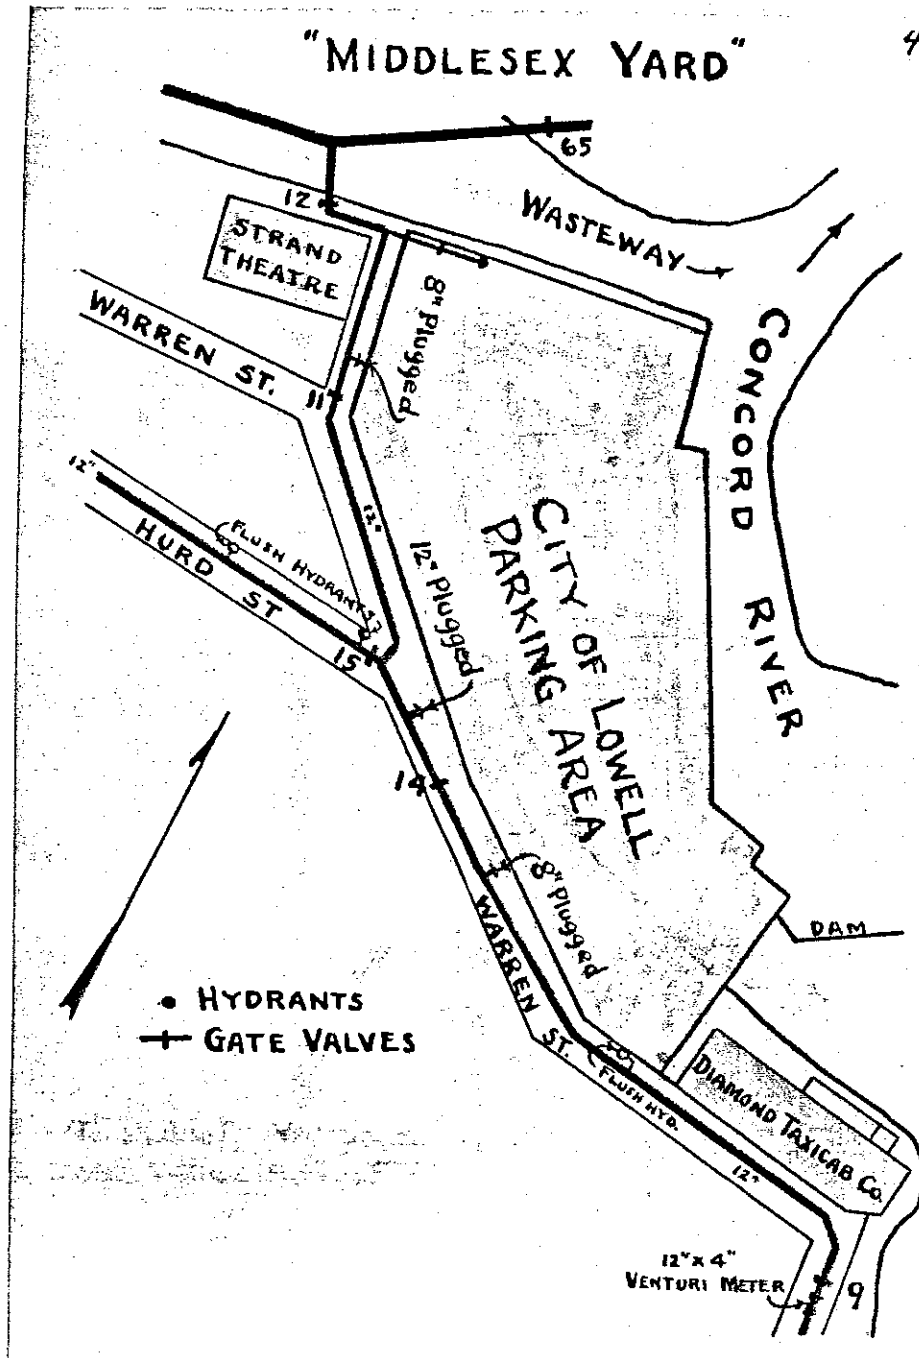 4
"MIDDLESEX YARD"
65
12
WASTEWAY
STRAND
THEATRE
8" Plugged
WARREN ST.
11
CONCORD RIVER
12"
HURD ST
FLUSH HYDRANTS
12"
12" Plugged
CITY OF LOWELL
PARKING AREA
15
14
8" Plugged
WARREN ST.
DAM
• HYDRANTS
GATE VALVES
FLUSH HYD.
DIAMOND TAXICAB Co.
12"
12" x 4"
VENTURI METER
9